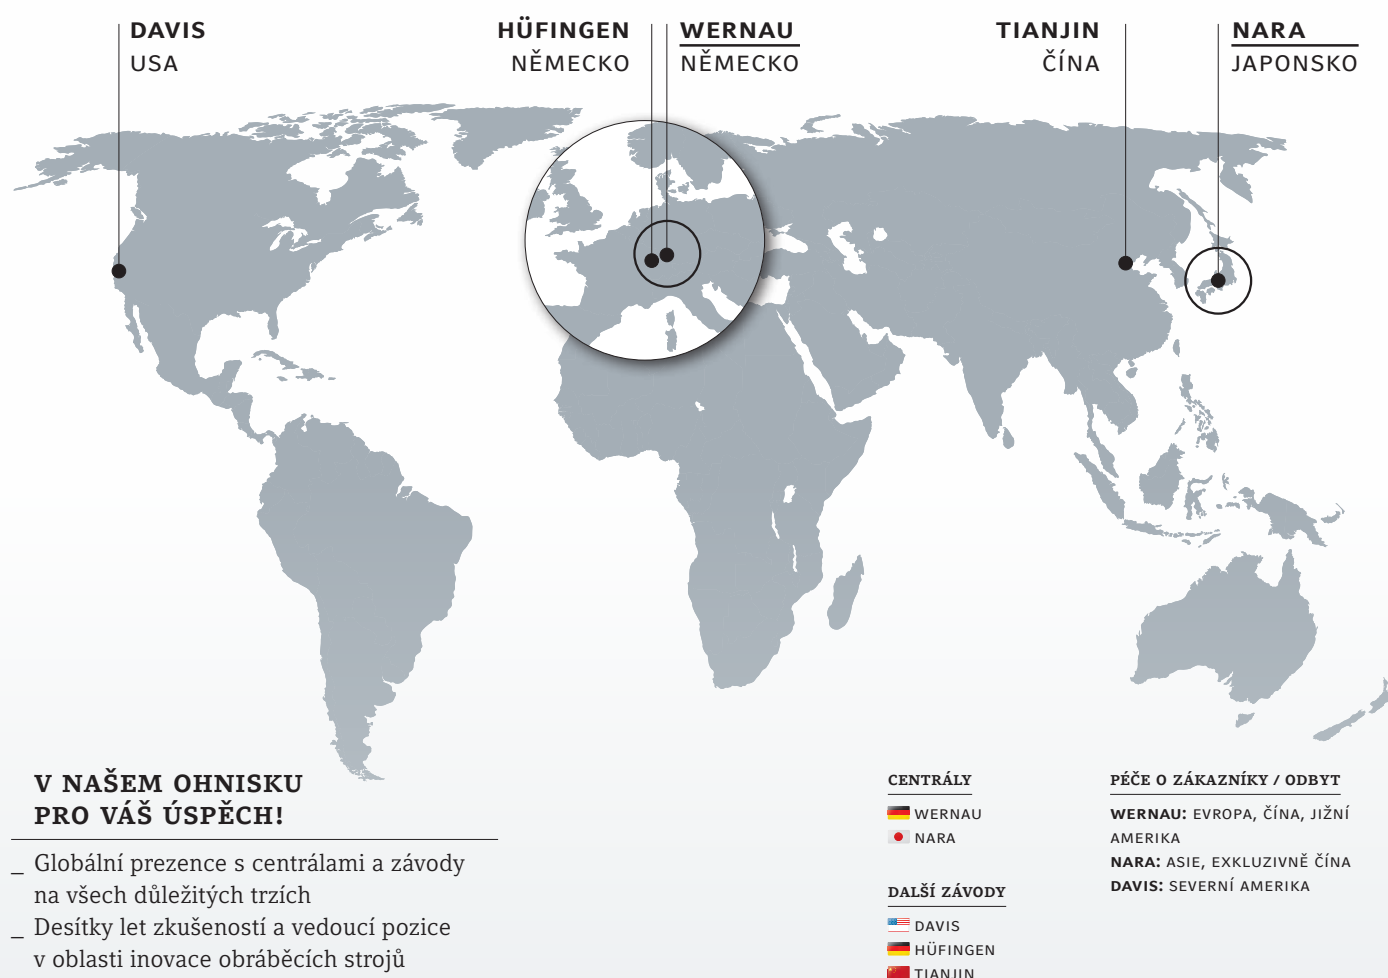 DAVIS
USA
HÜFINGEN
NĚMECKO
WERNAU
NĚMECKO
TIANJIN
ČÍNA
NARA
JAPONSKO
V NAŠEM OHNISKU
PRO VÁŠ ÚSPĚCH!
_ Globální prezence s centrálami a závody
na všech důležitých trzích
_ Desítky let zkušeností a vedoucí pozice
v oblasti inovace obráběcích strojů
CENTRÁLY
WERNAU
NARA
DALŠÍ ZÁVODY
DAVIS
HÜFINGEN
TIANJIN
PÉČE O ZÁKAZNÍKY / ODBYT
WERNAU: EVROPA, ČÍNA, JIŽNÍ
AMERIKA
NARA: ASIE, EXKLUZIVNĚ ČÍNA
DAVIS: SEVERNÍ AMERIKA